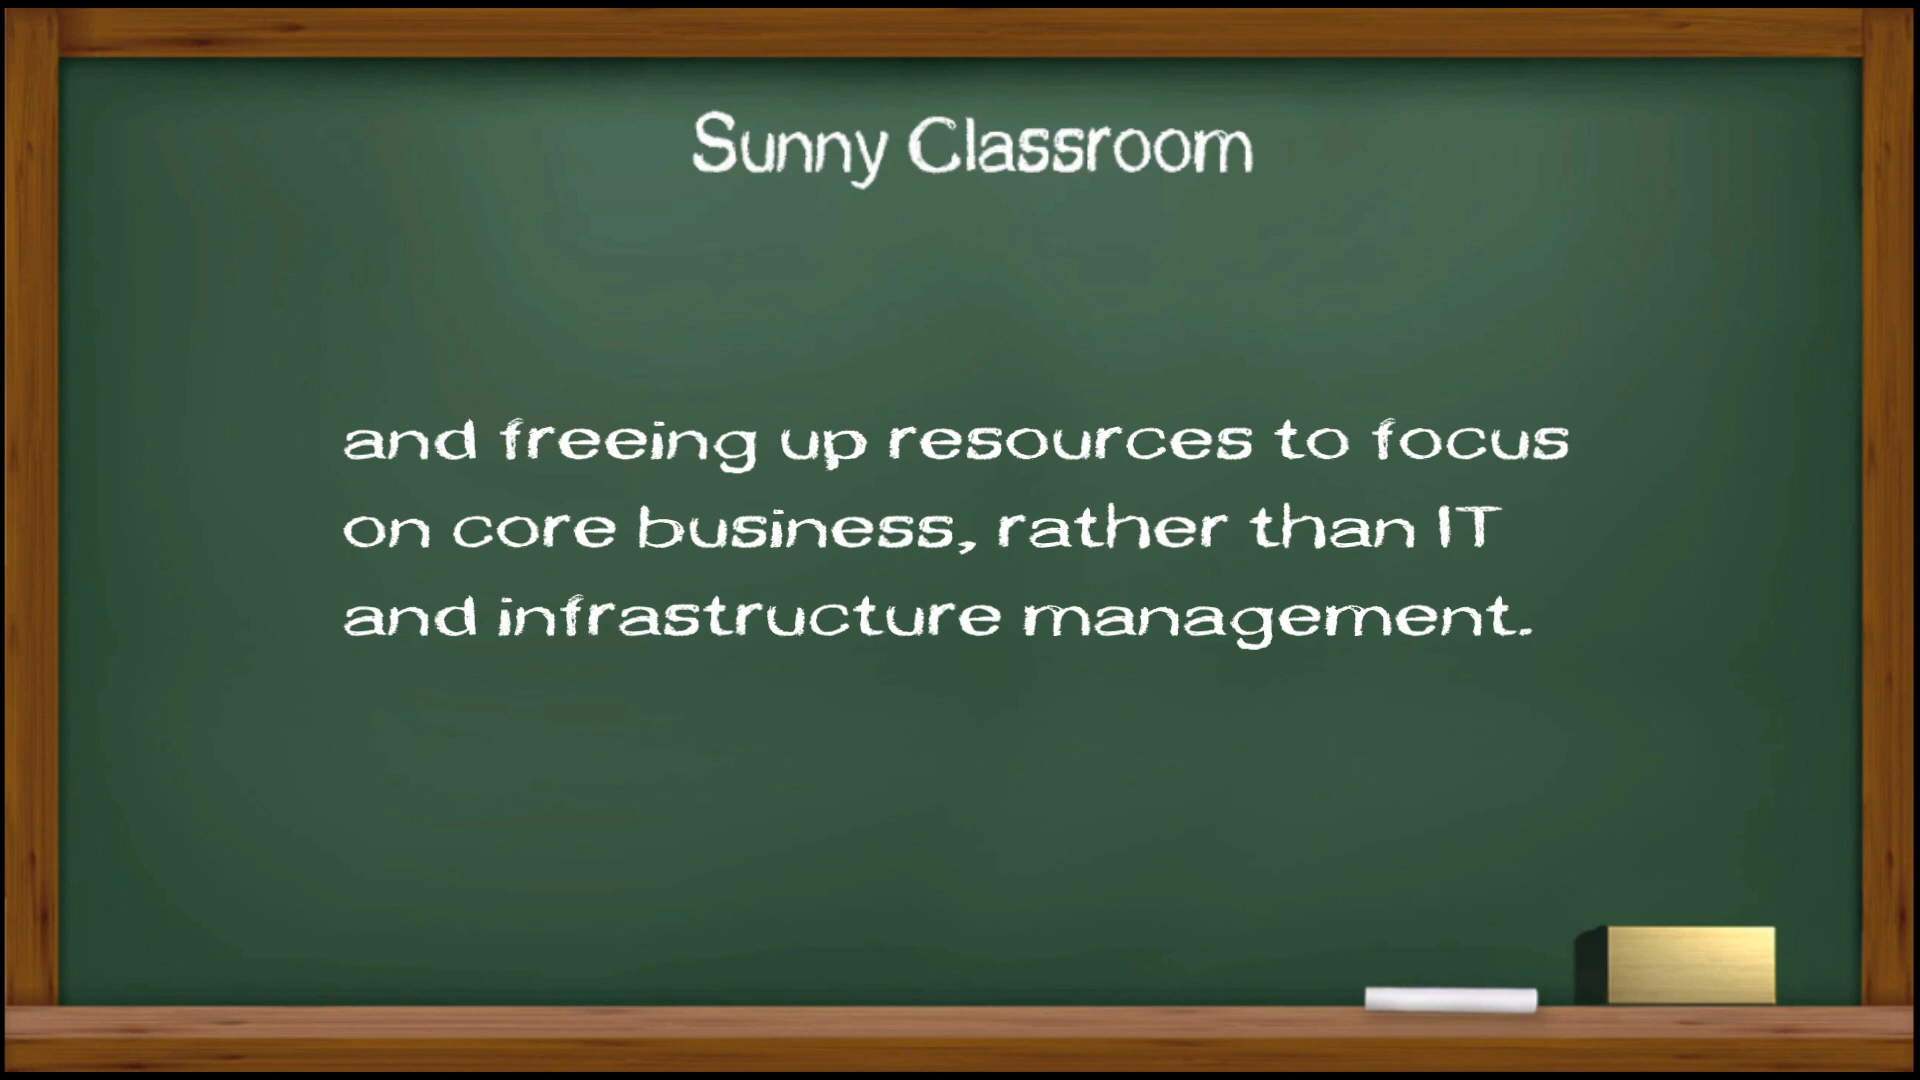 Sunny Classroom
and freeing up resources to focus
on core business, rather than IT
and infrastructure management.